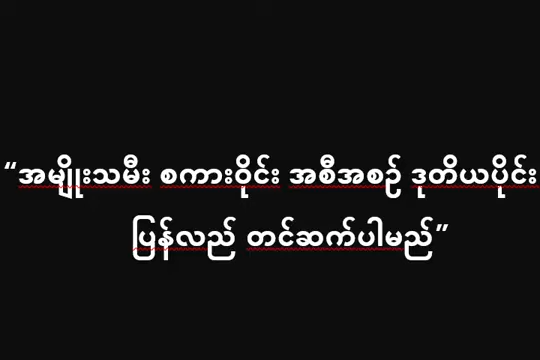 “အမျိုးသမီး စကားဝိုင်း အစီအစဉ် ဒုတိယပိုင်း
ပြန်လည် တင်ဆက်ပါမည်”